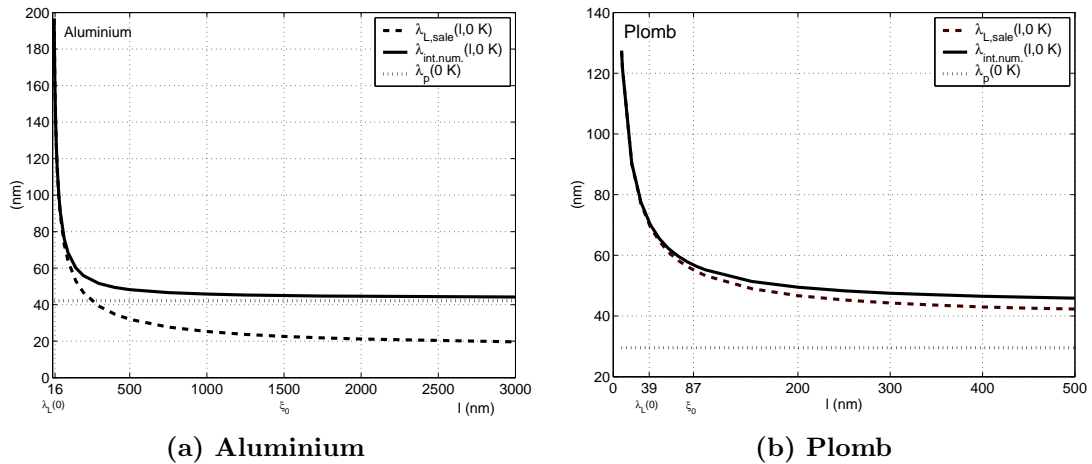 Aluminium
λL,sale(l,0 K)
λint.num.(l,0 K)
λp(0 K)
200
180
160
140
120
100
80
60
40
20
0
(nm)
16 500 1000 1500 2000 2500 3000
λL(0) ξ0 l (nm)
(a) Aluminium
Plomb
λL,sale(l,0 K)
λint.num.(l,0 K)
λp(0 K)
140
120
100
80
60
40
20
(nm)
0 39 87 200 300 400 500
λL(0) ξ0 l (nm)
(b) Plomb